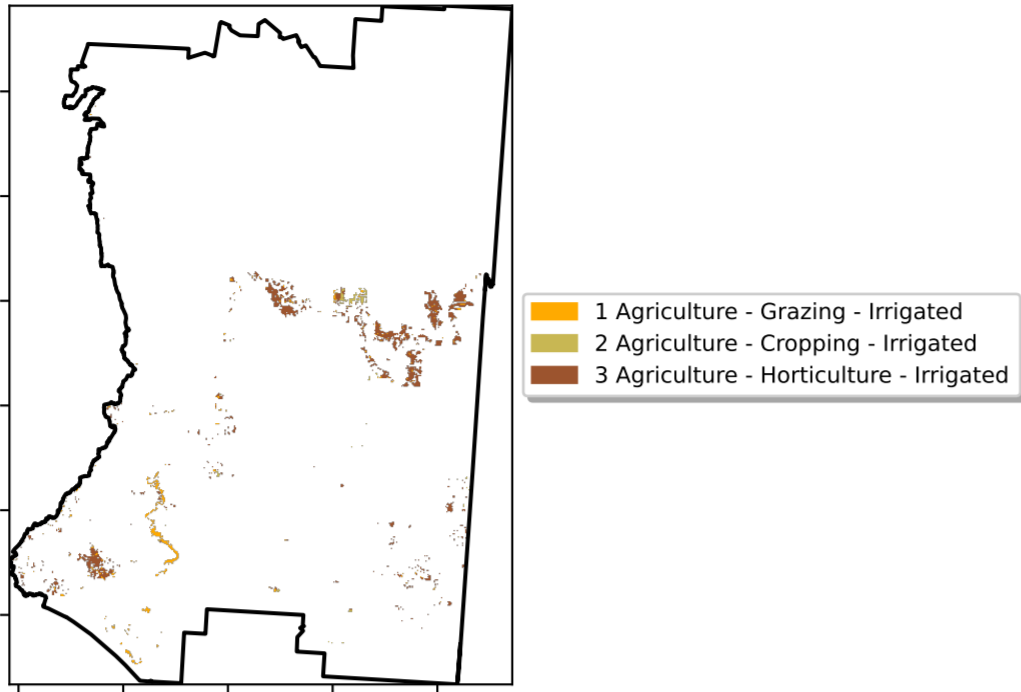 1 Agriculture - Grazing - Irrigated
2 Agriculture - Cropping - Irrigated
3 Agriculture - Horticulture - Irrigated